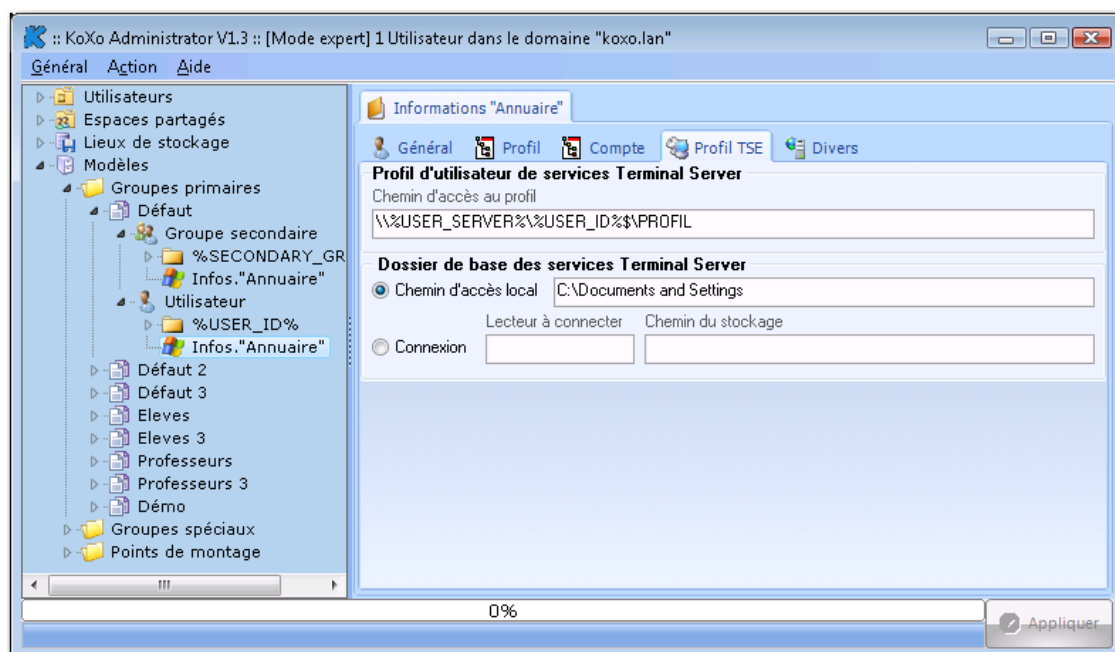 :: KoXo Administrator V1.3 :: [Mode expert] 1 Utilisateur dans le domaine "koxo.lan"
Général Action Aide
Utilisateurs
Espaces partagés
Lieux de stockage
Modèles
Groupes primaires
Défaut
Groupe secondaire
%SECONDARY_GR
Infos."Annuaire"
Utilisateur
%USER_ID%
Infos."Annuaire"
Défaut 2
Défaut 3
Eleves
Eleves 3
Professeurs
Professeurs 3
Démo
Groupes spéciaux
Points de montage
Informations "Annuaire"
Général Profil Compte Profil TSE Divers
Profil d'utilisateur de services Terminal Server
Chemin d'accès au profil
\\%USER_SERVER%\%USER_ID%$\PROFIL
Dossier de base des services Terminal Server
Chemin d'accès local C:\Documents and Settings
Lecteur à connecter Chemin du stockage
Connexion
0%
Appliquer